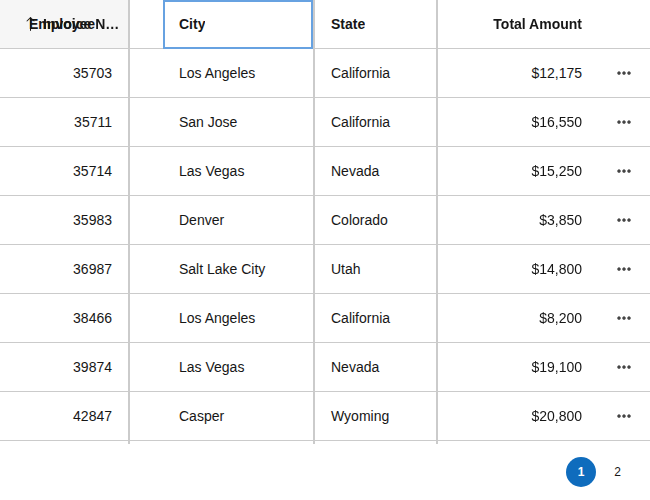 City State Total Amount
35703 Los Angeles California $12,175 •••
35711 San Jose California $16,550 •••
35714 Las Vegas Nevada $15,250 •••
35983 Denver Colorado $3,850 •••
36987 Salt Lake City Utah $14,800 •••
38466 Los Angeles California $8,200 •••
39874 Las Vegas Nevada $19,100 •••
42847 Casper Wyoming $20,800 •••
1 2